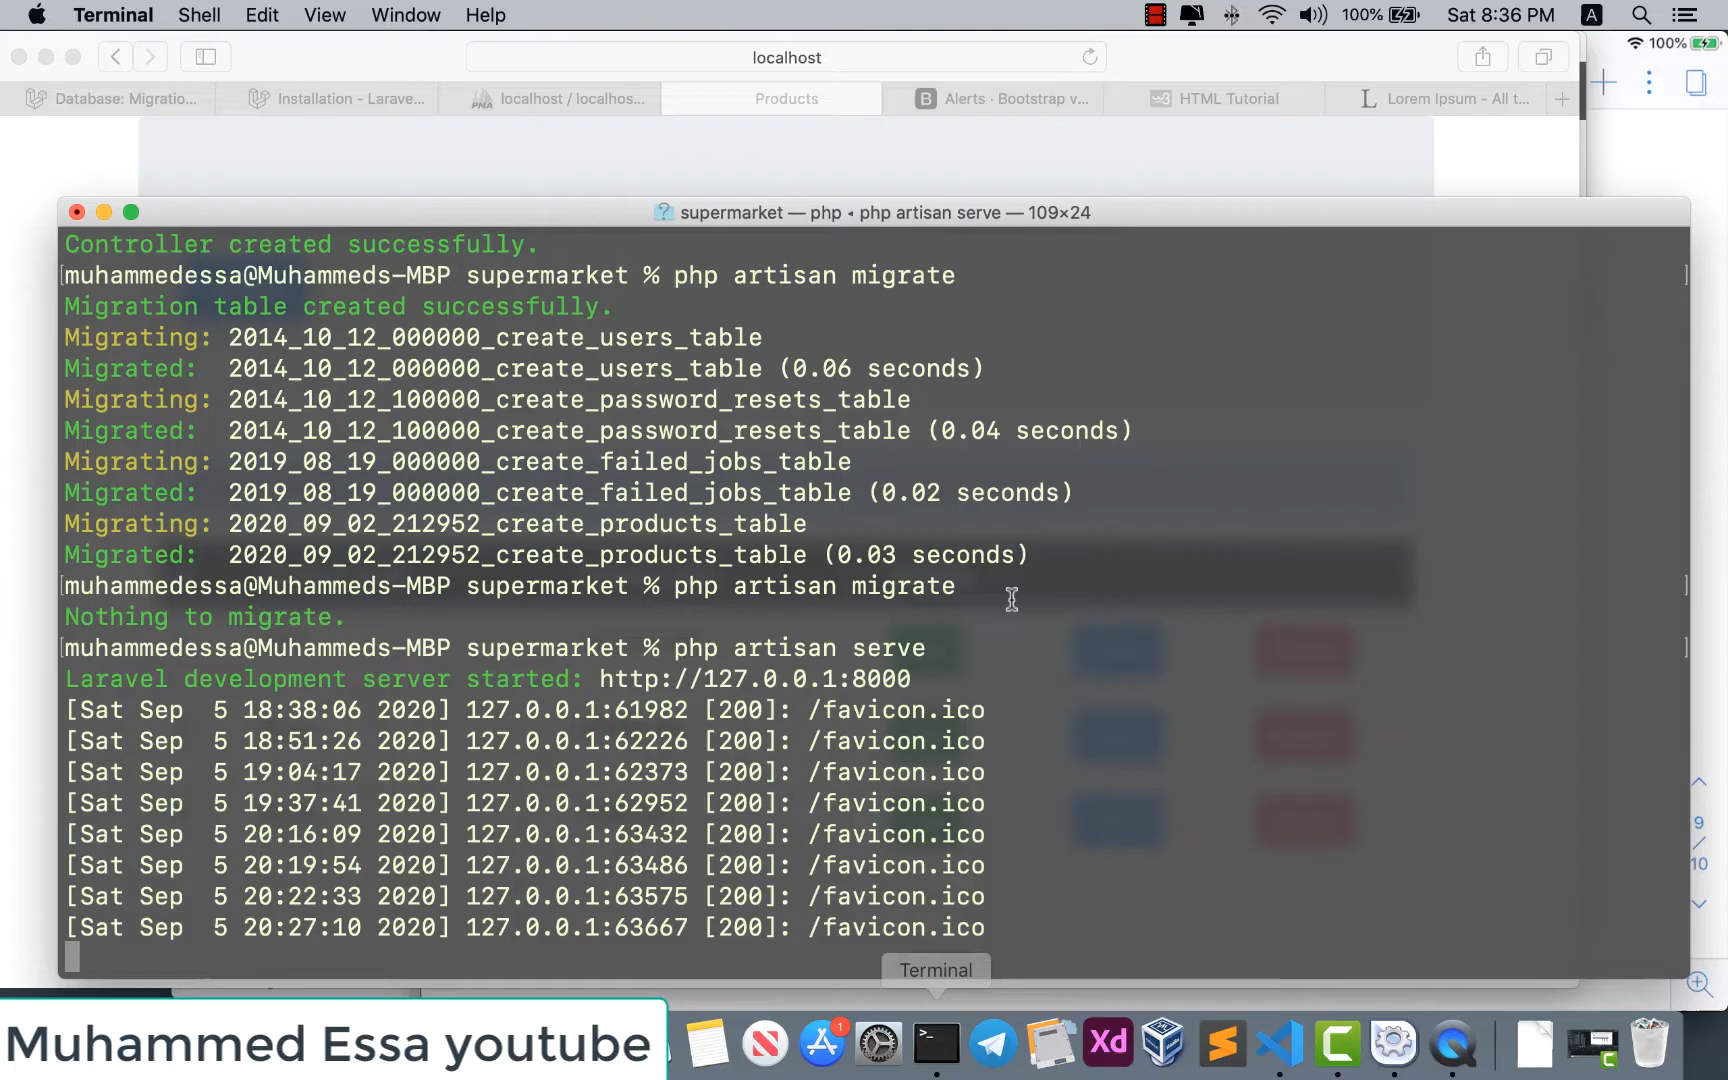 Terminal Shell Edit View Window Help 100% Sat 8:36 PM A
100%
localhost
Database: Migratio... Installation - Larave... PMA localhost / localhos... Products B Alerts · Bootstrap v... HTML Tutorial L Lorem Ipsum - All t...
supermarket — php ◂ php artisan serve — 109×24
Controller created successfully.
[muhammedessa@Muhammeds-MBP supermarket % php artisan migrate ]
Migration table created successfully.
Migrating: 2014_10_12_000000_create_users_table
Migrated:  2014_10_12_000000_create_users_table (0.06 seconds)
Migrating: 2014_10_12_100000_create_password_resets_table
Migrated:  2014_10_12_100000_create_password_resets_table (0.04 seconds)
Migrating: 2019_08_19_000000_create_failed_jobs_table
Migrated:  2019_08_19_000000_create_failed_jobs_table (0.02 seconds)
Migrating: 2020_09_02_212952_create_products_table
Migrated:  2020_09_02_212952_create_products_table (0.03 seconds)
[muhammedessa@Muhammeds-MBP supermarket % php artisan migrate ]
Nothing to migrate.
[muhammedessa@Muhammeds-MBP supermarket % php artisan serve ]
Laravel development server started: http://127.0.0.1:8000
[Sat Sep  5 18:38:06 2020] 127.0.0.1:61982 [200]: /favicon.ico
[Sat Sep  5 18:51:26 2020] 127.0.0.1:62226 [200]: /favicon.ico
[Sat Sep  5 19:04:17 2020] 127.0.0.1:62373 [200]: /favicon.ico
[Sat Sep  5 19:37:41 2020] 127.0.0.1:62952 [200]: /favicon.ico
[Sat Sep  5 20:16:09 2020] 127.0.0.1:63432 [200]: /favicon.ico
[Sat Sep  5 20:19:54 2020] 127.0.0.1:63486 [200]: /favicon.ico
[Sat Sep  5 20:22:33 2020] 127.0.0.1:63575 [200]: /favicon.ico
[Sat Sep  5 20:27:10 2020] 127.0.0.1:63667 [200]: /favicon.ico
9
/
10
Terminal
Muhammed Essa youtube
1
Xd